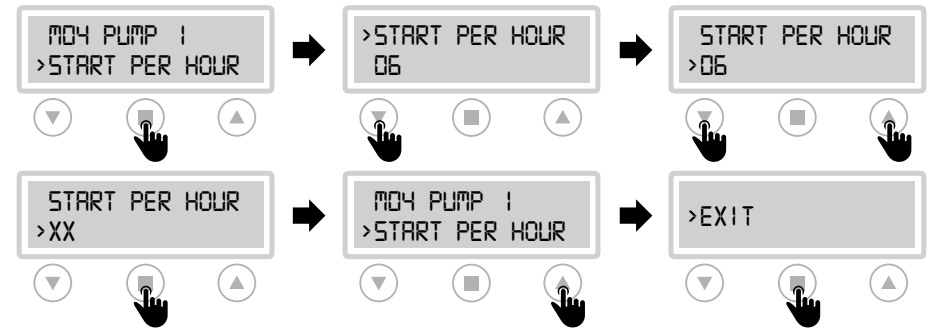 M04 PUMP 1
>START PER HOUR
>START PER HOUR
06
START PER HOUR
>06
START PER HOUR
>XX
M04 PUMP 1
>START PER HOUR
>EXIT